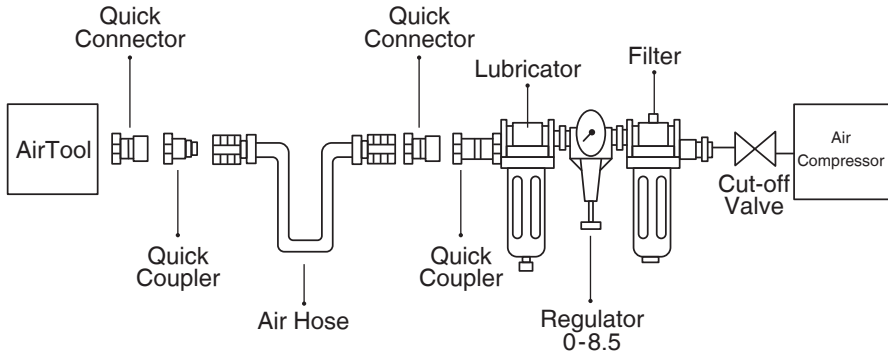 Quick
Connector
Quick
Connector
Lubricator
Filter
AirTool
Air
Compressor
Cut-off
Valve
Quick
Coupler
Quick
Coupler
Air Hose
Regulator
0-8.5